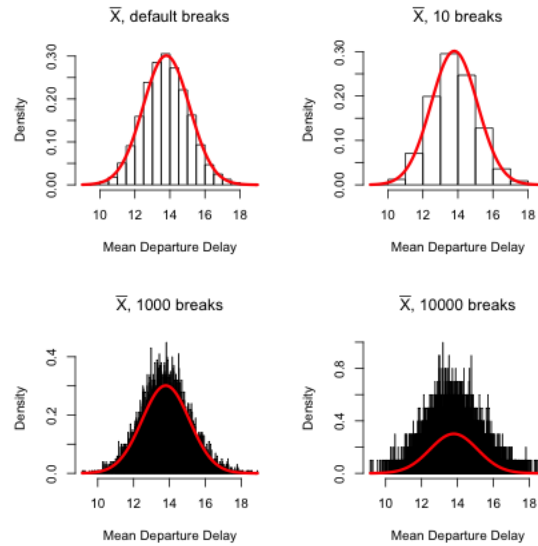 X̅, default breaks
Density
0.00 0.10 0.20 0.30
10 12 14 16 18
Mean Departure Delay
X̅, 10 breaks
Density
0.00 0.10 0.20 0.30
10 12 14 16 18
Mean Departure Delay
X̅, 1000 breaks
Density
0.0 0.2 0.4
10 12 14 16 18
Mean Departure Delay
X̅, 10000 breaks
Density
0.0 0.4 0.8
10 12 14 16 18
Mean Departure Delay